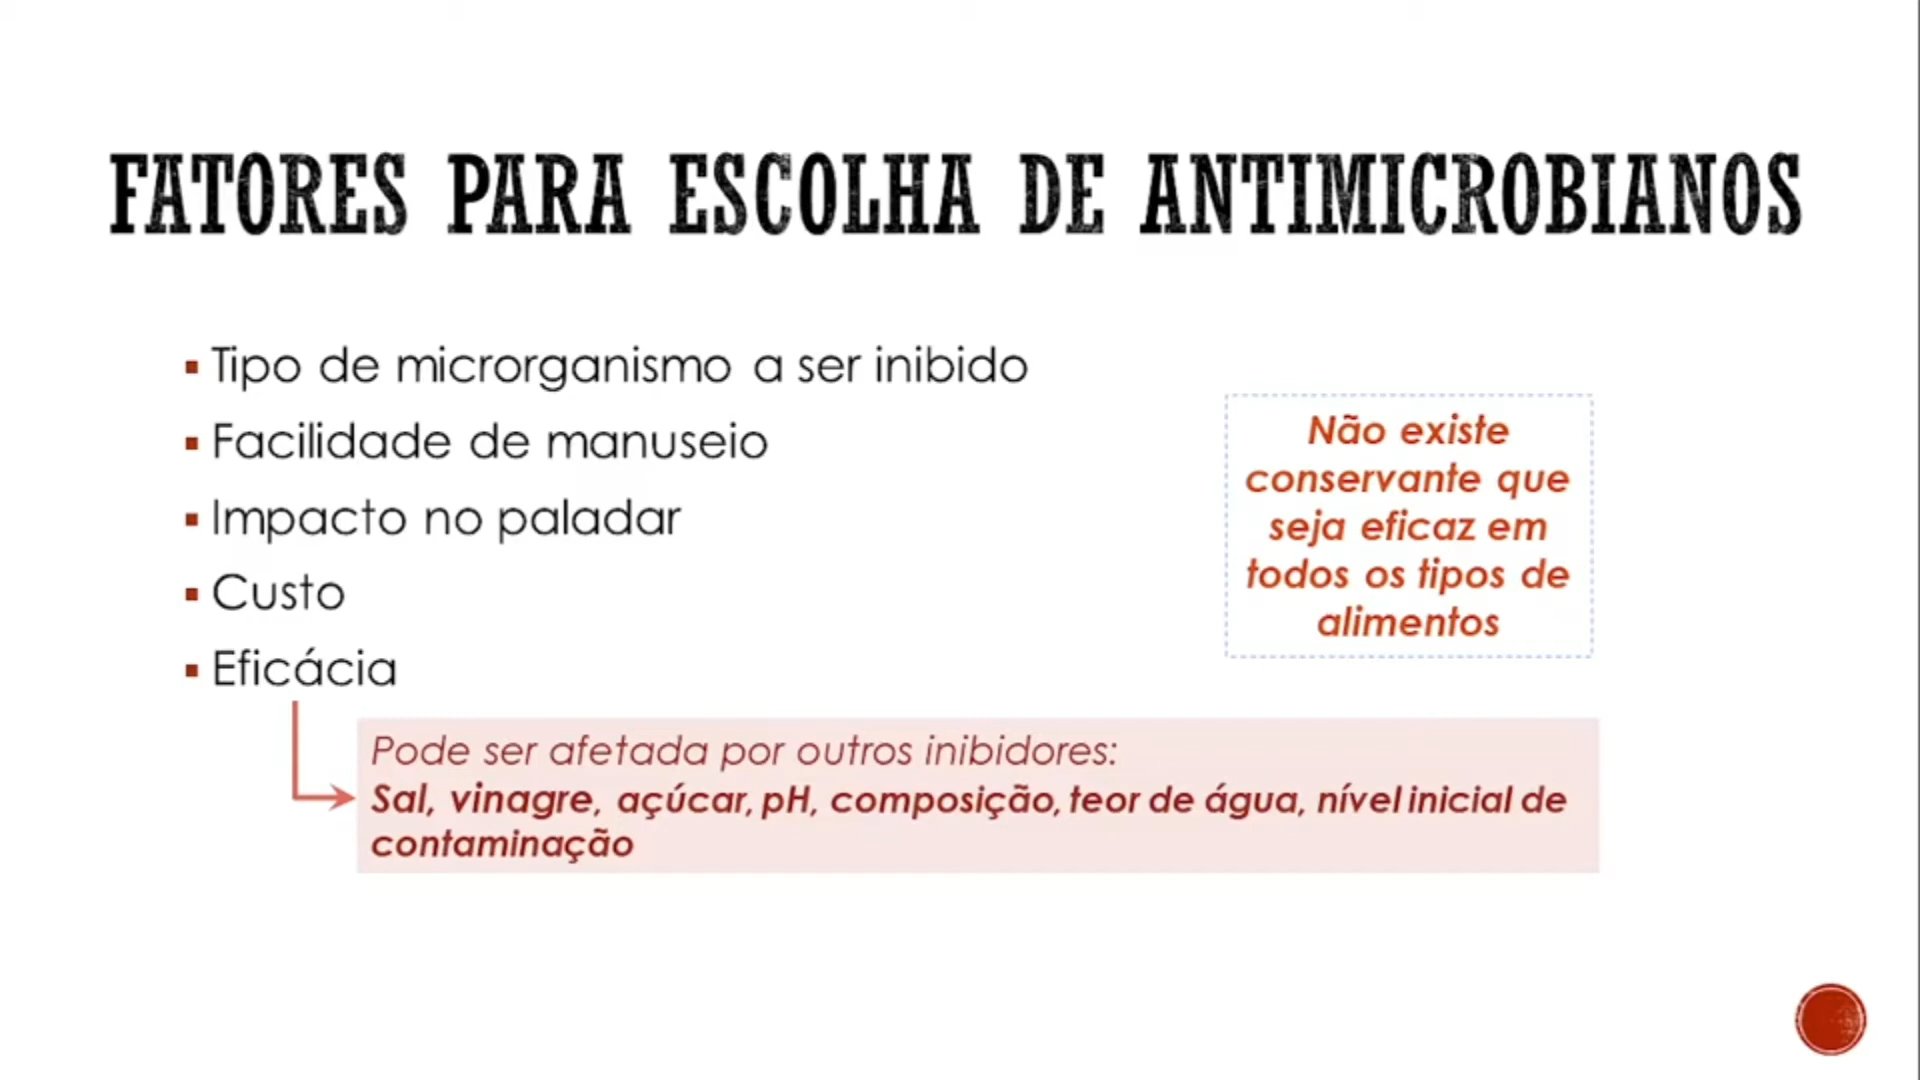 FATORES PARA ESCOLHA DE ANTIMICROBIANOS
Tipo de microrganismo a ser inibido
Facilidade de manuseio
Impacto no paladar
Custo
Eficácia
Não existe
conservante que
seja eficaz em
todos os tipos de
alimentos
Pode ser afetada por outros inibidores:
Sal, vinagre, açúcar, pH, composição, teor de água, nível inicial de
contaminação